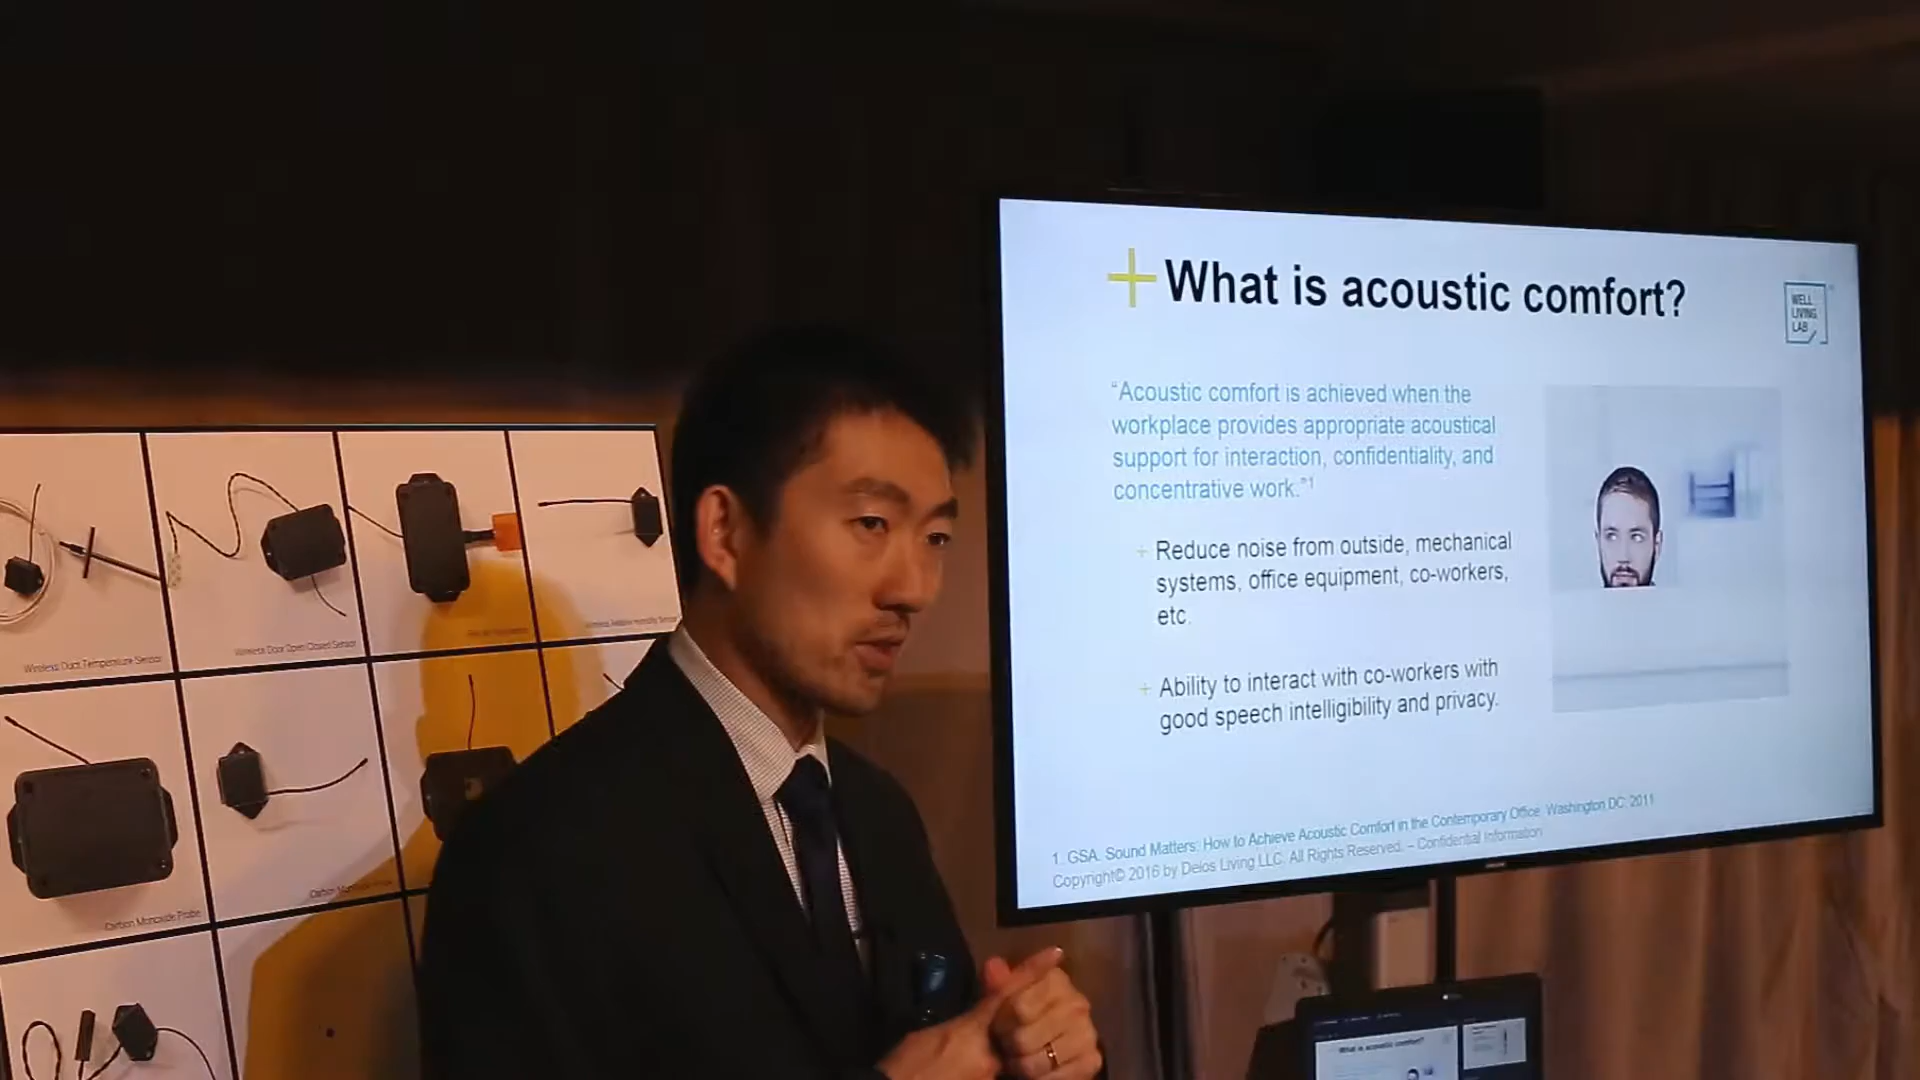 What is acoustic comfort?
WELL
LIVING
LAB
“Acoustic comfort is achieved when the
workplace provides appropriate acoustical
support for interaction, confidentiality, and
concentrative work.”1
+ Reduce noise from outside, mechanical
systems, office equipment, co-workers,
etc.
+ Ability to interact with co-workers with
good speech intelligibility and privacy.
1. GSA. Sound Matters: How to Achieve Acoustic Comfort in the Contemporary Office. Washington DC: 2011
Copyright© 2016 by Delos Living LLC. All Rights Reserved. – Confidential Information
Wireless Duct Temperature Sensor
Wireless Door Open Closed Sensor
Carbon Monoxide Probe
Carbon Monoxide
What is acoustic comfort?